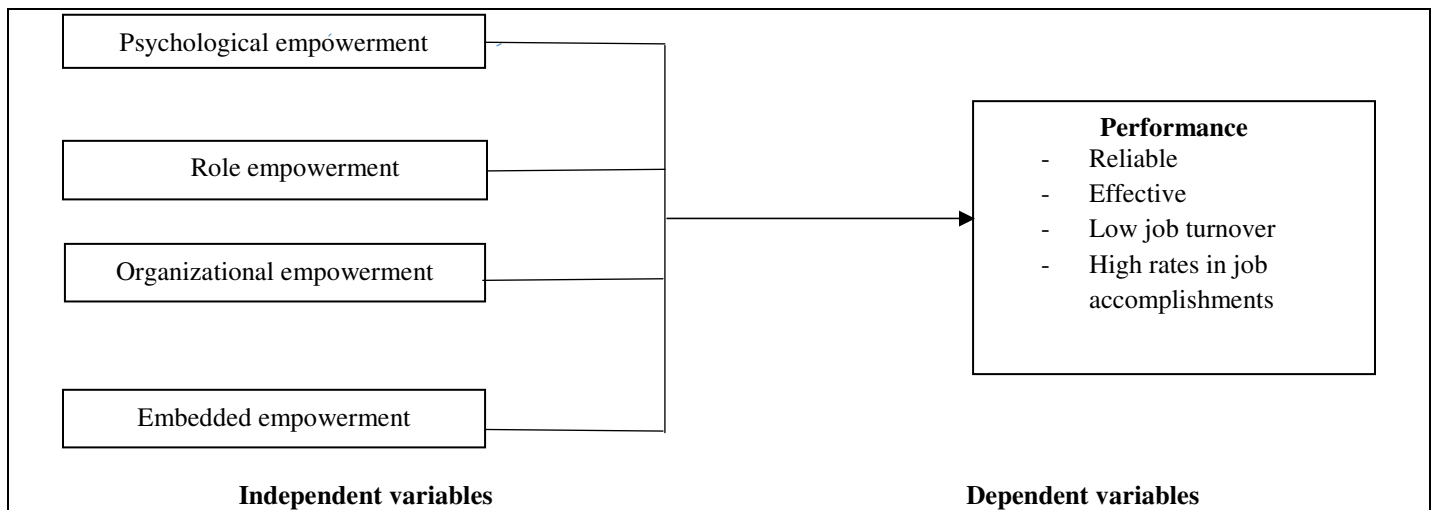 Psychological empowerment
Role empowerment
Organizational empowerment
Embedded empowerment
Independent variables
Performance
- Reliable
- Effective
- Low job turnover
- High rates in job
accomplishments
Dependent variables